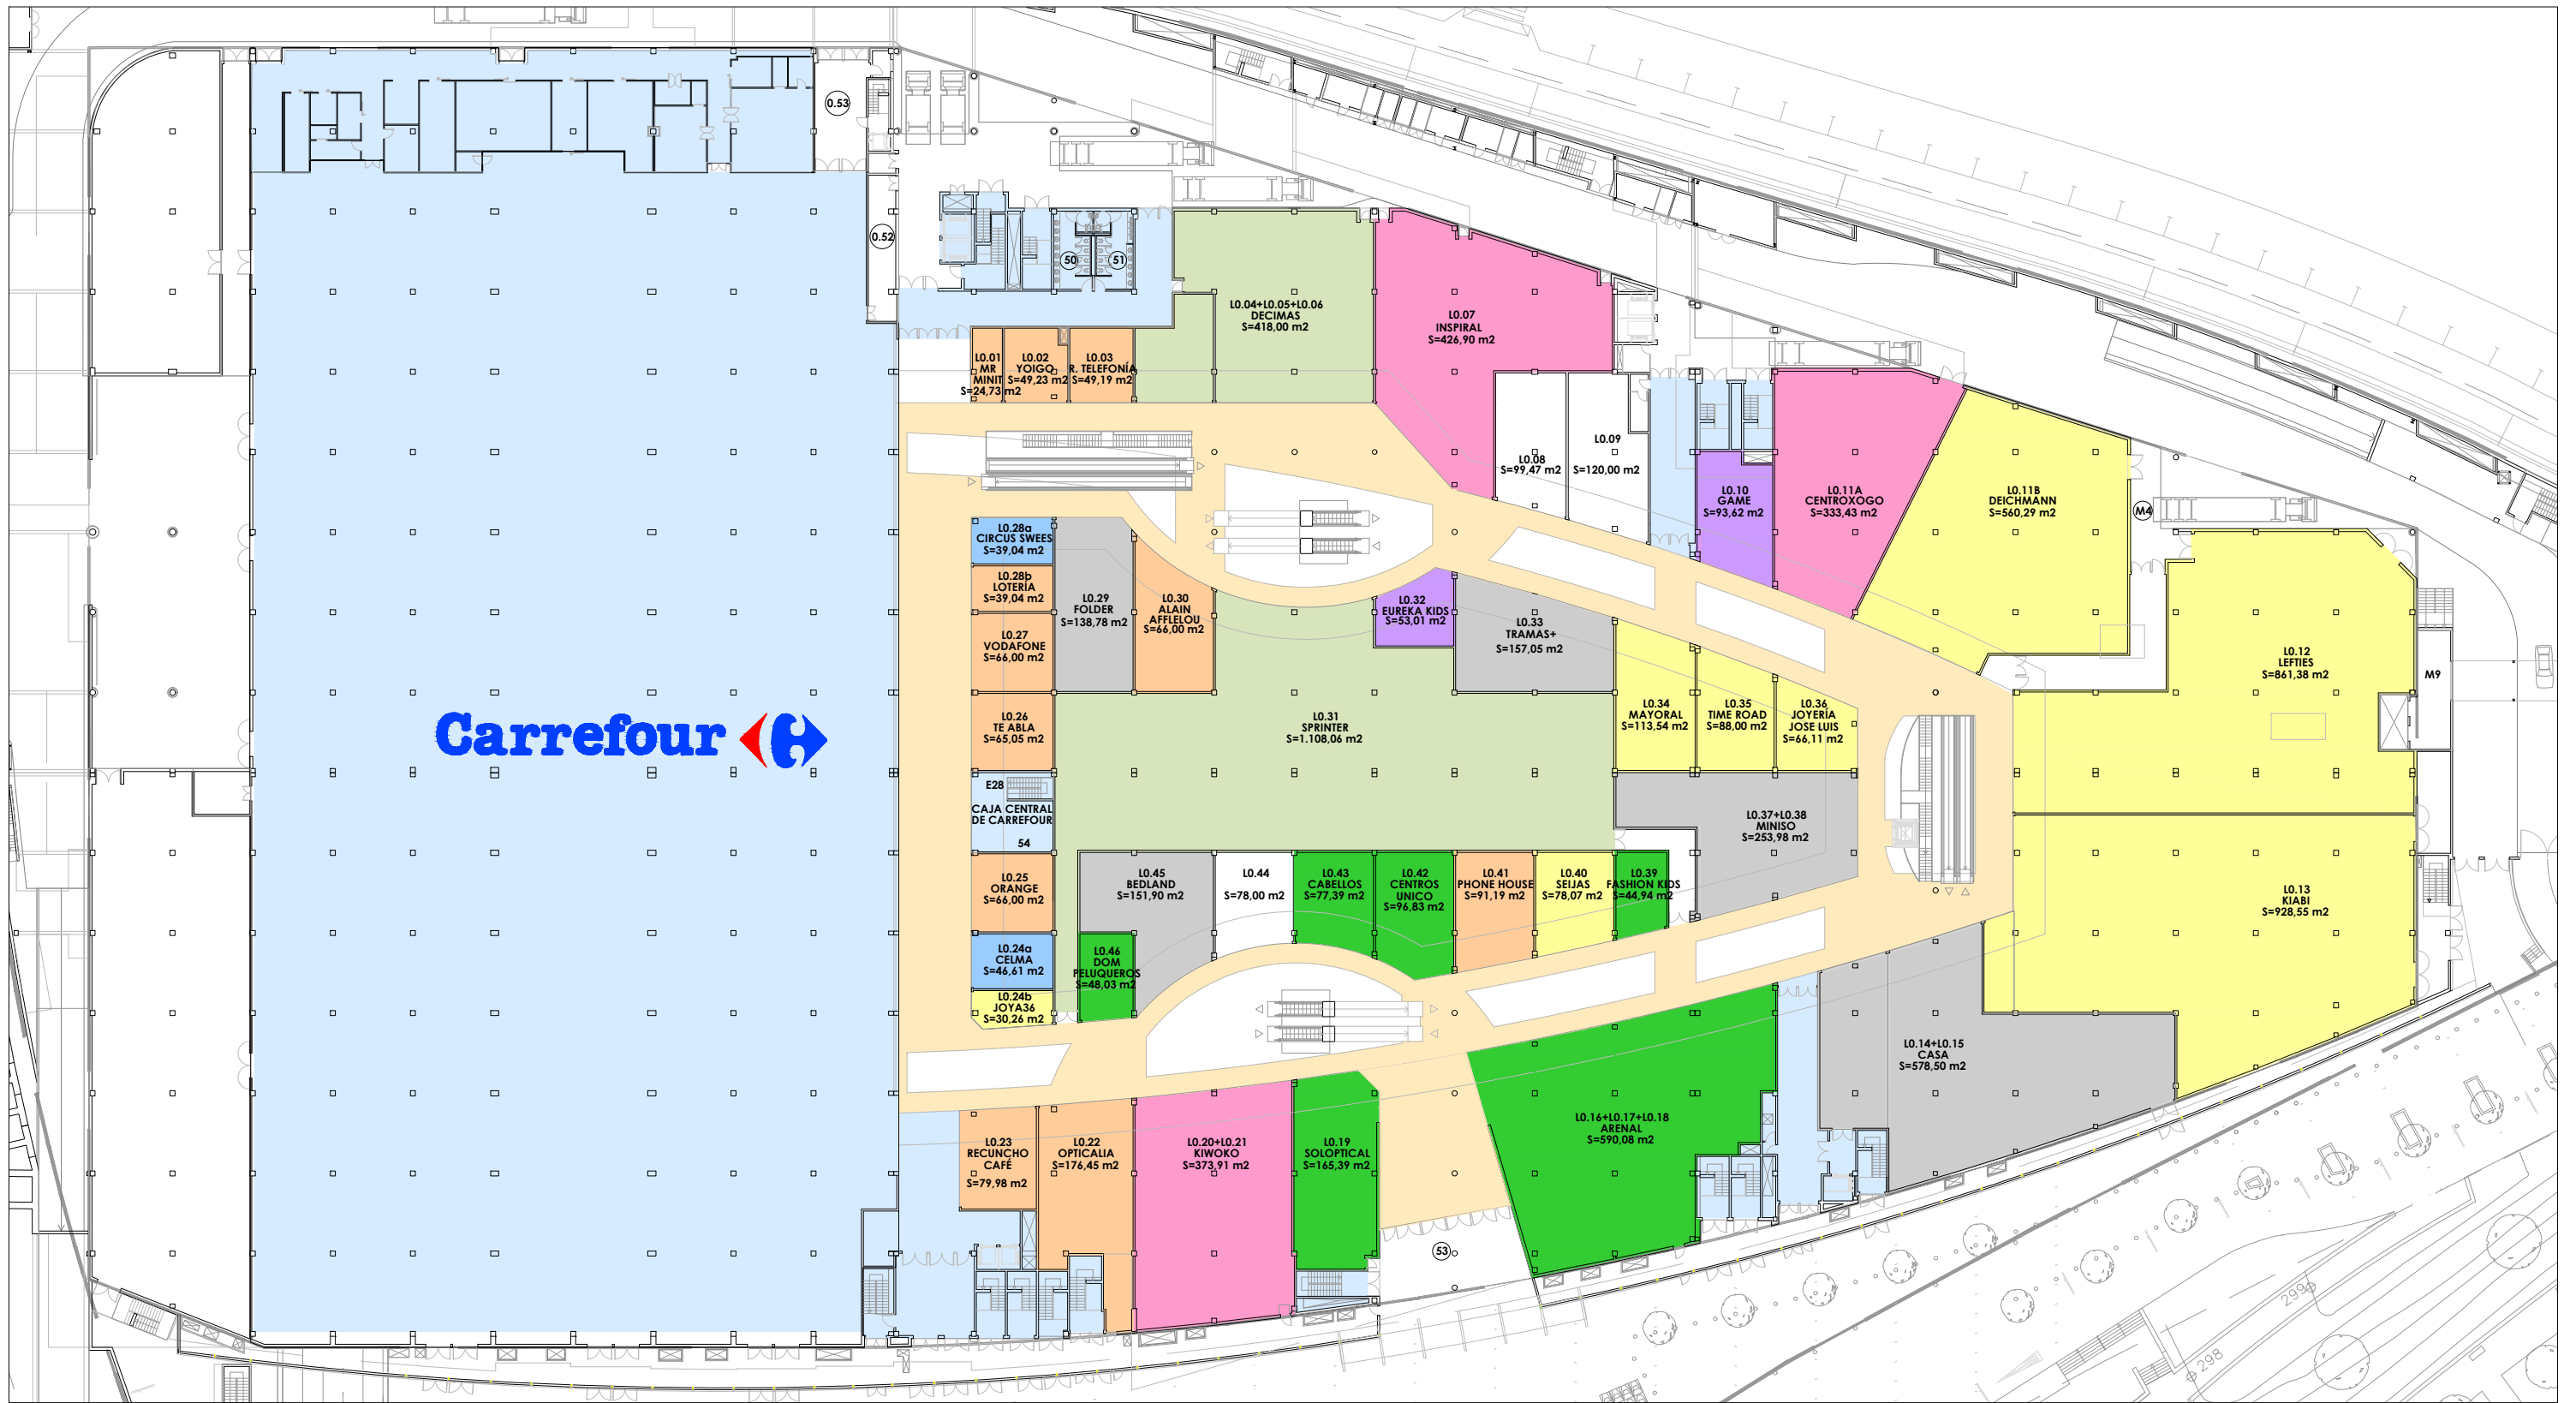 0.53
0.52
50
51
L0.04+L0.05+L0.06
DECIMAS
S=418,00 m2
L0.07
INSPIRAL
S=426,90 m2
L0.01
MR
MINIT
S=24,73 m2
L0.02
YOIGO
S=49,23 m2
L0.03
R. TELEFONÍA
S=49,19 m2
L0.08
S=99,47 m2
L0.09
S=120,00 m2
L0.10
GAME
S=93,62 m2
L0.11A
CENTROXOGO
S=333,43 m2
L0.11B
DEICHMANN
S=560,29 m2
M4
L0.28a
CIRCUS SWEES
S=39,04 m2
L0.28b
LOTERÍA
S=39,04 m2
L0.27
VODAFONE
S=66,00 m2
L0.29
FOLDER
S=138,78 m2
L0.30
ALAIN
AFFLELOU
S=66,00 m2
L0.32
EUREKA KIDS
S=53,01 m2
L0.33
TRAMAS+
S=157,05 m2
L0.12
LEFTIES
S=861,38 m2
M9
Carrefour
L0.26
TE ABLA
S=65,05 m2
L0.31
SPRINTER
S=1.108,06 m2
L0.34
MAYORAL
S=113,54 m2
L0.35
TIME ROAD
S=88,00 m2
L0.36
JOYERÍA
JOSE LUIS
S=66,11 m2
E28
CAJA CENTRAL
DE CARREFOUR
54
L0.37+L0.38
MINISO
S=253,98 m2
L0.25
ORANGE
S=66,00 m2
L0.45
BEDLAND
S=151,90 m2
L0.44
S=78,00 m2
L0.43
CABELLOS
S=77,39 m2
L0.42
CENTROS
UNICO
S=96,83 m2
L0.41
PHONE HOUSE
S=91,19 m2
L0.40
SEIJAS
S=78,07 m2
L0.39
FASHION KIDS
S=44,94 m2
L0.13
KIABI
S=928,55 m2
L0.24a
CELMA
S=46,61 m2
L0.46
DOM
PELUQUEROS
S=48,03 m2
L0.24b
JOYA36
S=30,26 m2
L0.14+L0.15
CASA
S=578,50 m2
L0.23
RECUNCHO
CAFÉ
S=79,98 m2
L0.22
OPTICALIA
S=176,45 m2
L0.20+L0.21
KIWOKO
S=373,91 m2
L0.19
SOLOPTICAL
S=165,39 m2
L0.16+L0.17+L0.18
ARENAL
S=590,08 m2
53
299
298